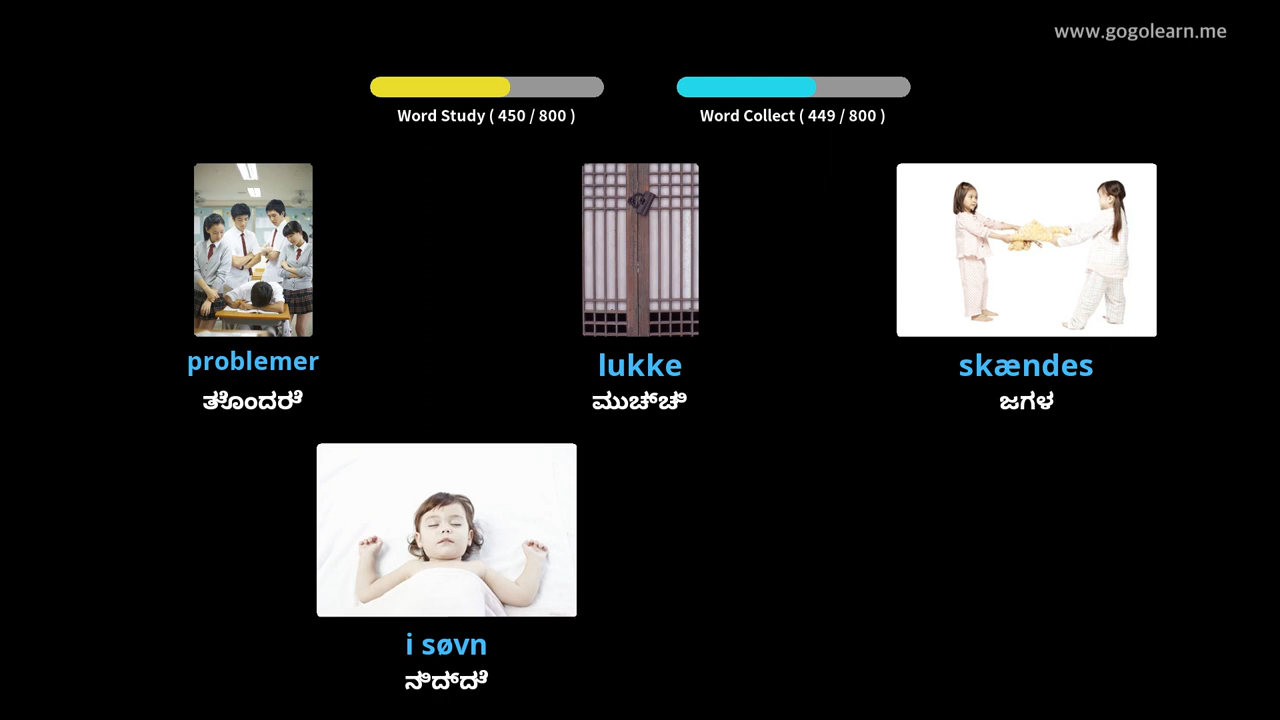 www.gogolearn.me
Word Study ( 450 / 800 )
Word Collect ( 449 / 800 )
problemer
ತೊಂದರೆ
lukke
ಮುಚ್ಚಿ
skændes
ಜಗಳ
i søvn
ನಿದ್ದೆ